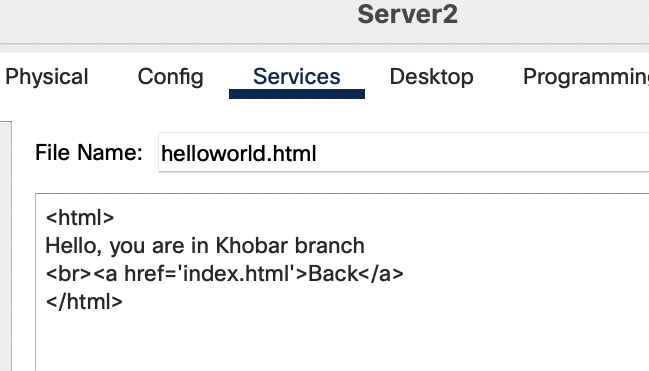 Server2
Physical Config Services Desktop Programming
File Name: helloworld.html
<html>
Hello, you are in Khobar branch
<br><a href='index.html'>Back</a>
</html>